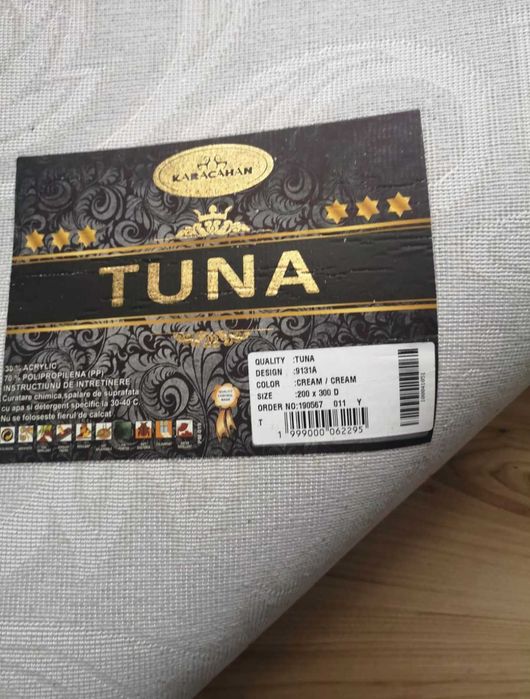 KARACAHAN
TUNA
30 % ACRYLIC
70 % POLIPROPILENA (PP)
INSTRUCTIUNU DE INTRETINERE
Curatare chimica,spalare de suprafata
cu apa si detergent specific la 30-40 C.
Nu se foloseste fierul de calcat
QUALITY :TUNA
DESIGN :9131A
COLOR :CREAM / CREAM
SIZE :200 x 300 D
ORDER NO:190567 011 Y
T
1 999000 062295